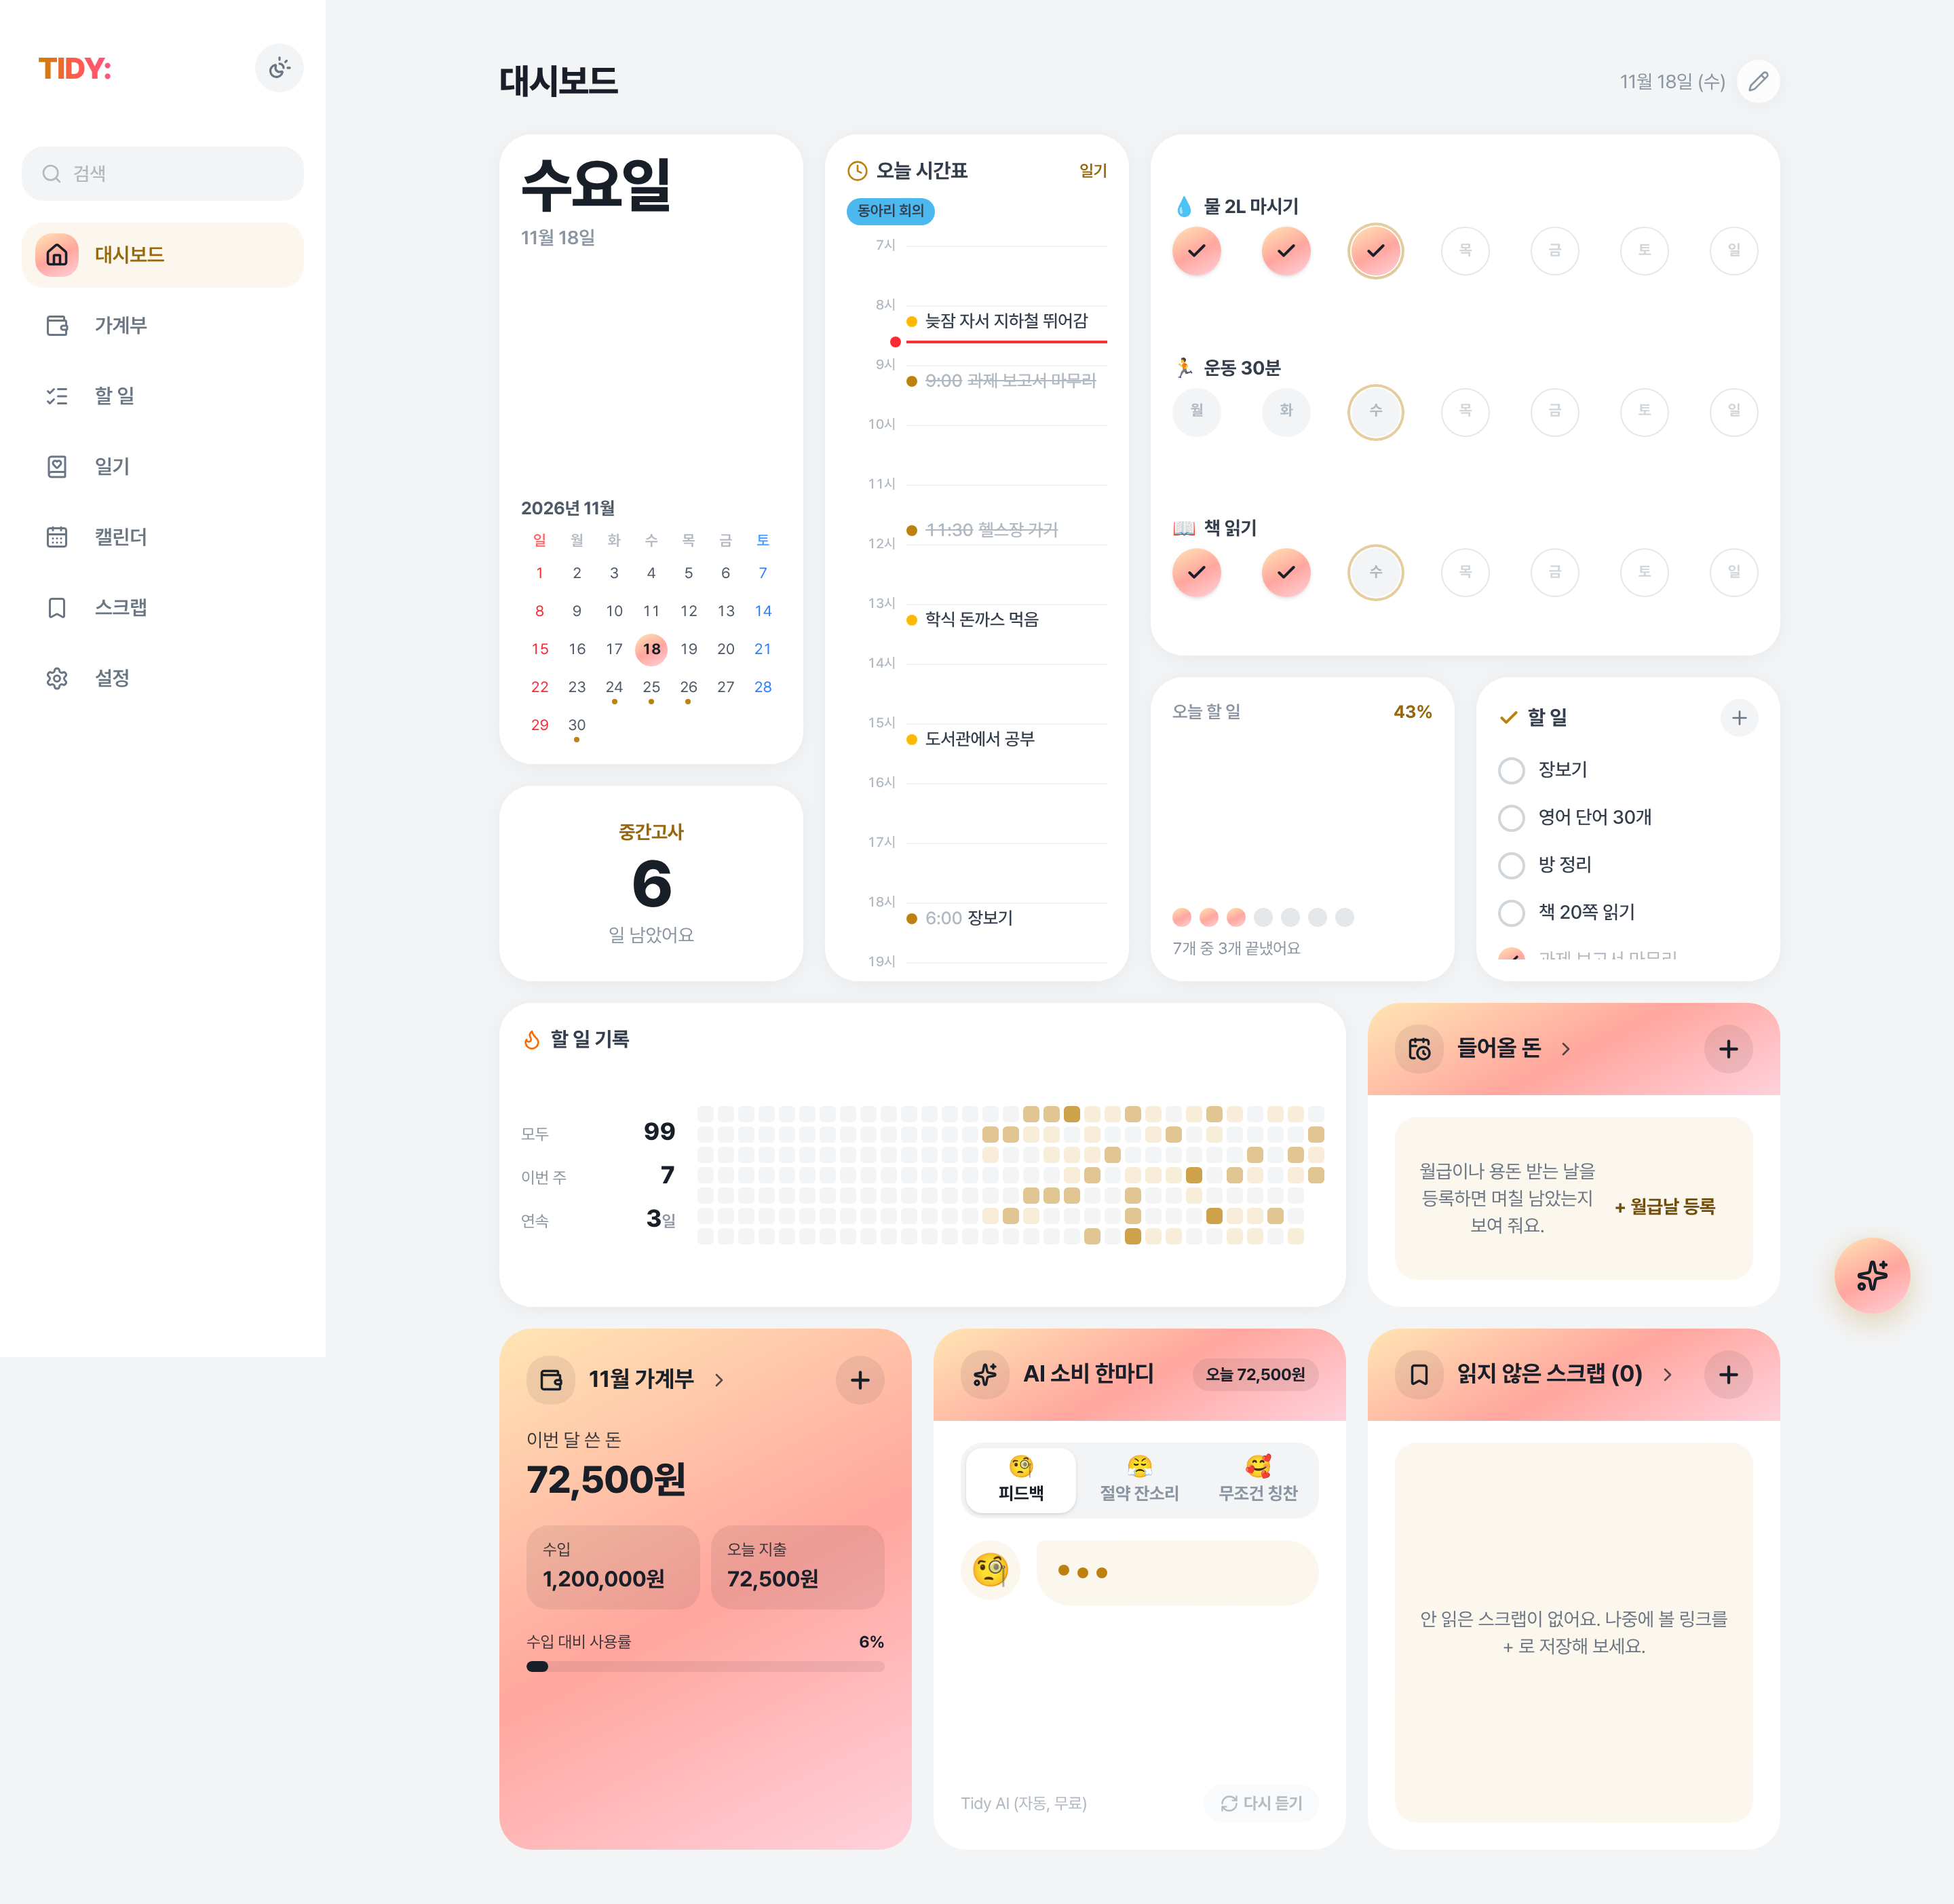 TIDY:
검색
대시보드
가계부
할 일
일기
캘린더
스크랩
설정
대시보드
11월 18일 (수)
수요일
11월 18일
2026년 11월
일 월 화 수 목 금 토
1 2 3 4 5 6 7
8 9 10 11 12 13 14
15 16 17 18 19 20 21
22 23 24 25 26 27 28
29 30
중간고사
6
일 남았어요
오늘 시간표
일기
동아리 회의
7시
8시
늦잠 자서 지하철 뛰어감
9시
9:00 과제 보고서 마무리
10시
11시
11:30 헬스장 가기
12시
13시
학식 돈까스 먹음
14시
15시
도서관에서 공부
16시
17시
18시
6:00 장보기
19시
💧 물 2L 마시기
목 금 토 일
🏃 운동 30분
월 화 수 목 금 토 일
📖 책 읽기
수 목 금 토 일
오늘 할 일
43%
7개 중 3개 끝냈어요
할 일
장보기
영어 단어 30개
방 정리
책 20쪽 읽기
과제 보고서 마무리
할 일 기록
모두 99
이번 주 7
연속 3일
들어올 돈
월급이나 용돈 받는 날을
등록하면 며칠 남았는지
보여 줘요.
+ 월급날 등록
11월 가계부
이번 달 쓴 돈
72,500원
수입
1,200,000원
오늘 지출
72,500원
수입 대비 사용률
6%
AI 소비 한마디
오늘 72,500원
피드백
절약 잔소리
무조건 칭찬
Tidy AI (자동, 무료)
다시 듣기
읽지 않은 스크랩 (0)
안 읽은 스크랩이 없어요. 나중에 볼 링크를
+ 로 저장해 보세요.